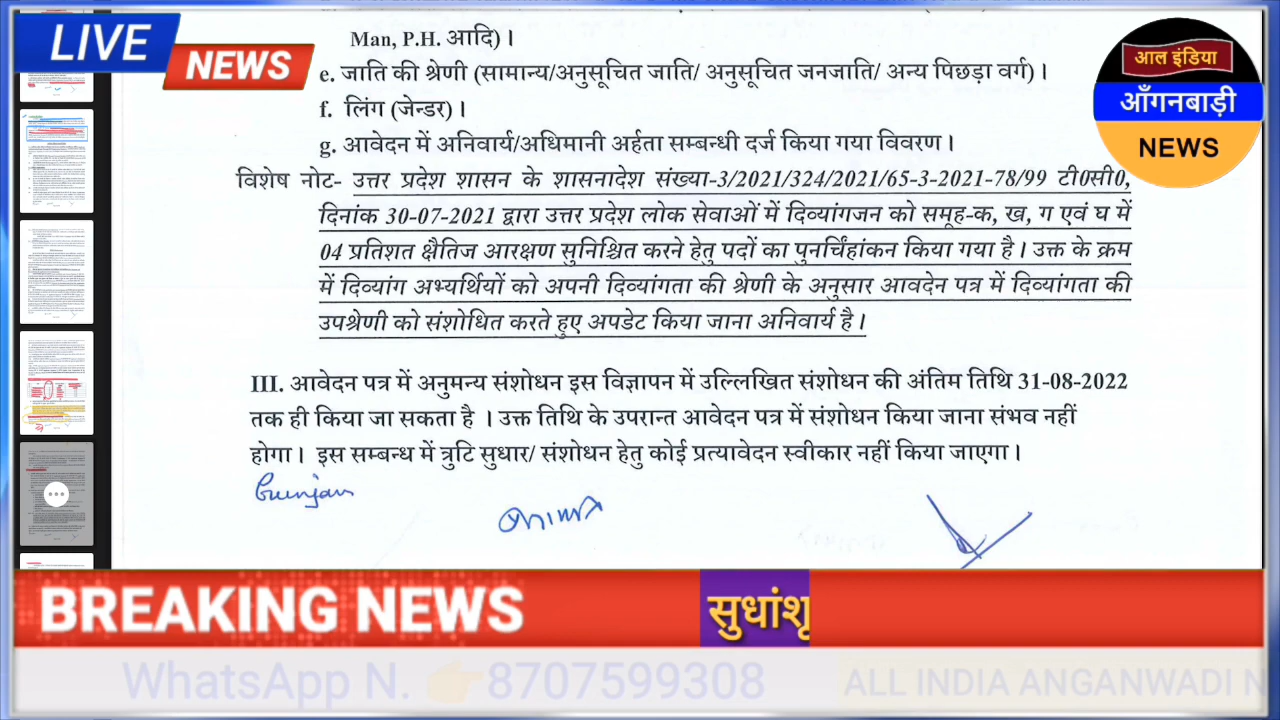 LIVE
NEWS
आल इंडिया
आँगनबाड़ी
NEWS
Man, P.H. आदि)।
e. जाति की श्रेणी (सामान्य/अनुसूचित जाति/ अनुसूचित जनजाति/ अन्य पिछड़ा वर्ग)।
f. लिंग (जेन्डर)।
g. आवेदन में अनिवार्य/अधिमानी अर्हता सम्बन्धी दर्ज किया गया विवरण।
विशेष नोट- उत्तर प्रदेश शासन के शासनादेश संख्या-3/2021/324/2021/65-3-2021-78/99 टी0सी0,
दिनांक 30-07-2021 द्वारा उत्तर प्रदेश लोक सेवाओं में दिव्यांगजन को समूह-क, ख, ग एवं घ में
04 प्रतिशत क्षैतिज आरक्षण सुनिश्चित करने हेतु पदों का पुनर्चिंहांकन किया गया है। उक्त के क्रम
में दिव्यांग अभ्यर्थियों को अपनी दिव्यांगता की श्रेणी के अनुसार आवेदन पत्र में दिव्यांगता की
उपश्रेणी को संशोधित करते हुए अपडेट किया जाना अनिवार्य है।
III. आवेदन पत्र में अनुमन्य संशोधन इस विज्ञापन में उल्लिखित संशोधन की अंतिम तिथि 31-08-2022
तक ही किया जा सकता है । उक्त तिथि के उपरान्त आवेदन पत्र में संशोधन किया जाना संभव नहीं
होगा। इस सम्बन्ध में त्रुटि सुधार/ संशोधन हेतु कोई प्रत्यावेदन स्वीकार नहीं किया जाएगा।
Gunjan
BREAKING NEWS
सुधांशू
WhatsApp N. 👉8707599308
ALL INDIA ANGANWADI N